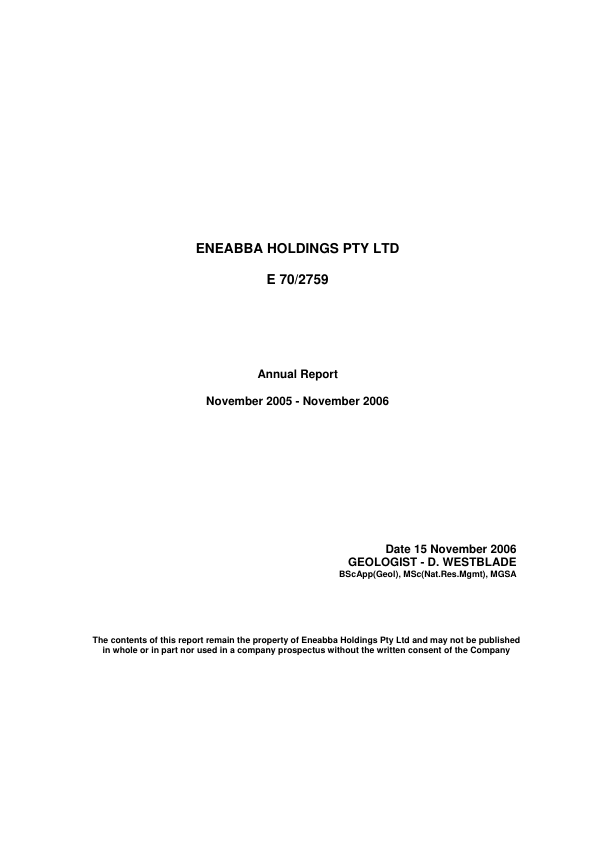 ENEABBA HOLDINGS PTY LTD
E 70/2759
Annual Report
November 2005 - November 2006
Date 15 November 2006
GEOLOGIST - D. WESTBLADE
BScApp(Geol), MSc(Nat.Res.Mgmt), MGSA
The contents of this report remain the property of Eneabba Holdings Pty Ltd and may not be published
in whole or in part nor used in a company prospectus without the written consent of the Company